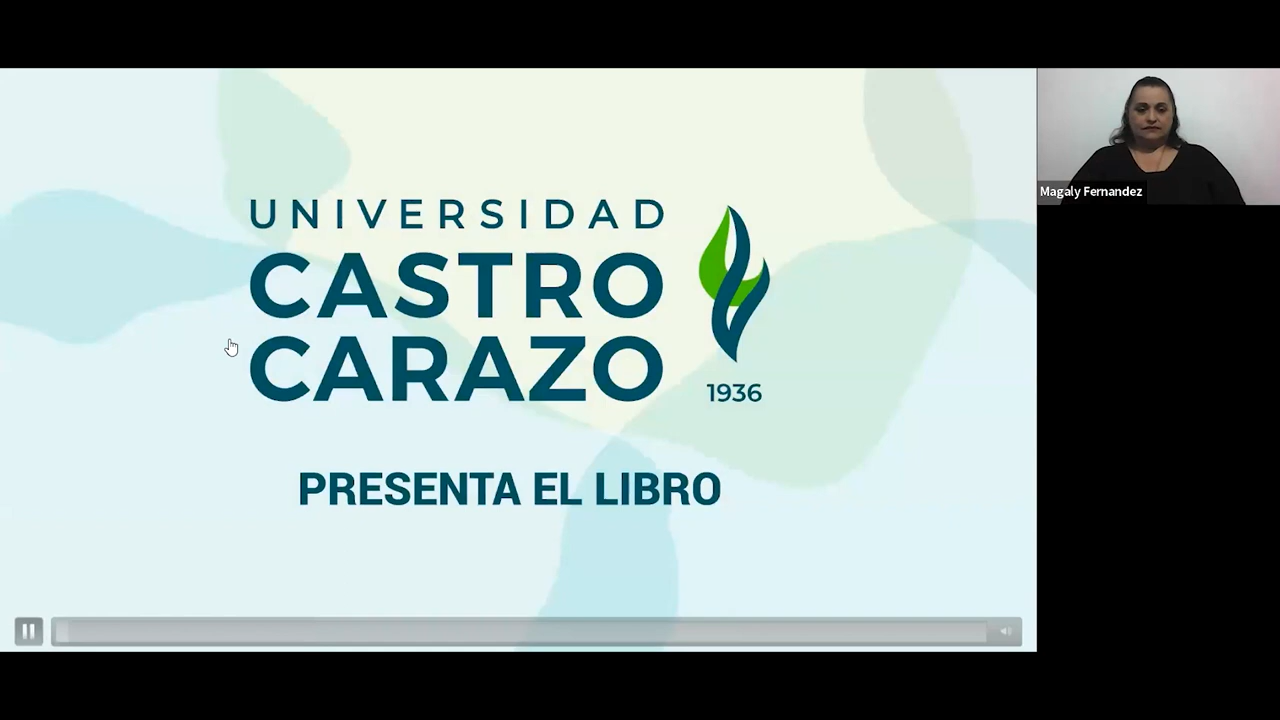 UNIVERSIDAD
CASTRO
CARAZO
1936
PRESENTA EL LIBRO
Magaly Fernandez